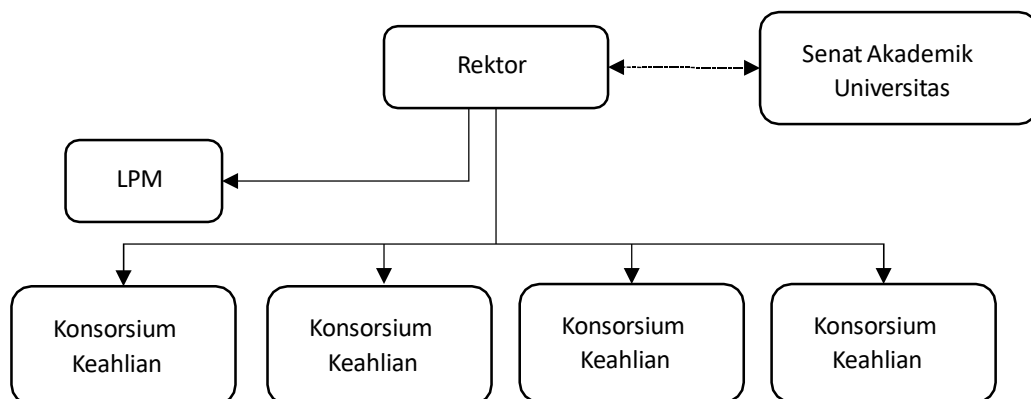 Rektor
Senat Akademik
Universitas
LPM
Konsorsium
Keahlian
Konsorsium
Keahlian
Konsorsium
Keahlian
Konsorsium
Keahlian